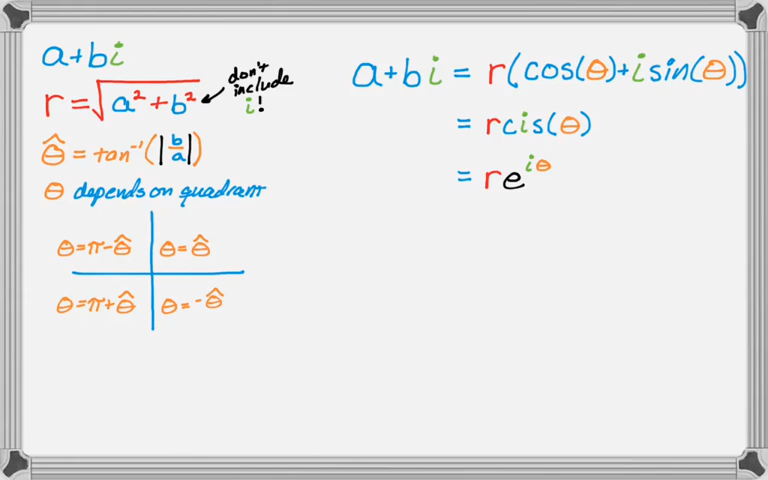 a+bi
r = √a² + b²
don't
include
i!
θ̂ = tan⁻¹(|b/a|)
θ depends on quadrant
θ=π-θ̂ θ=θ̂
θ=π+θ̂ θ=-θ̂
a+bi = r(cos(θ)+isin(θ))
= rcis(θ)
= re^iθ